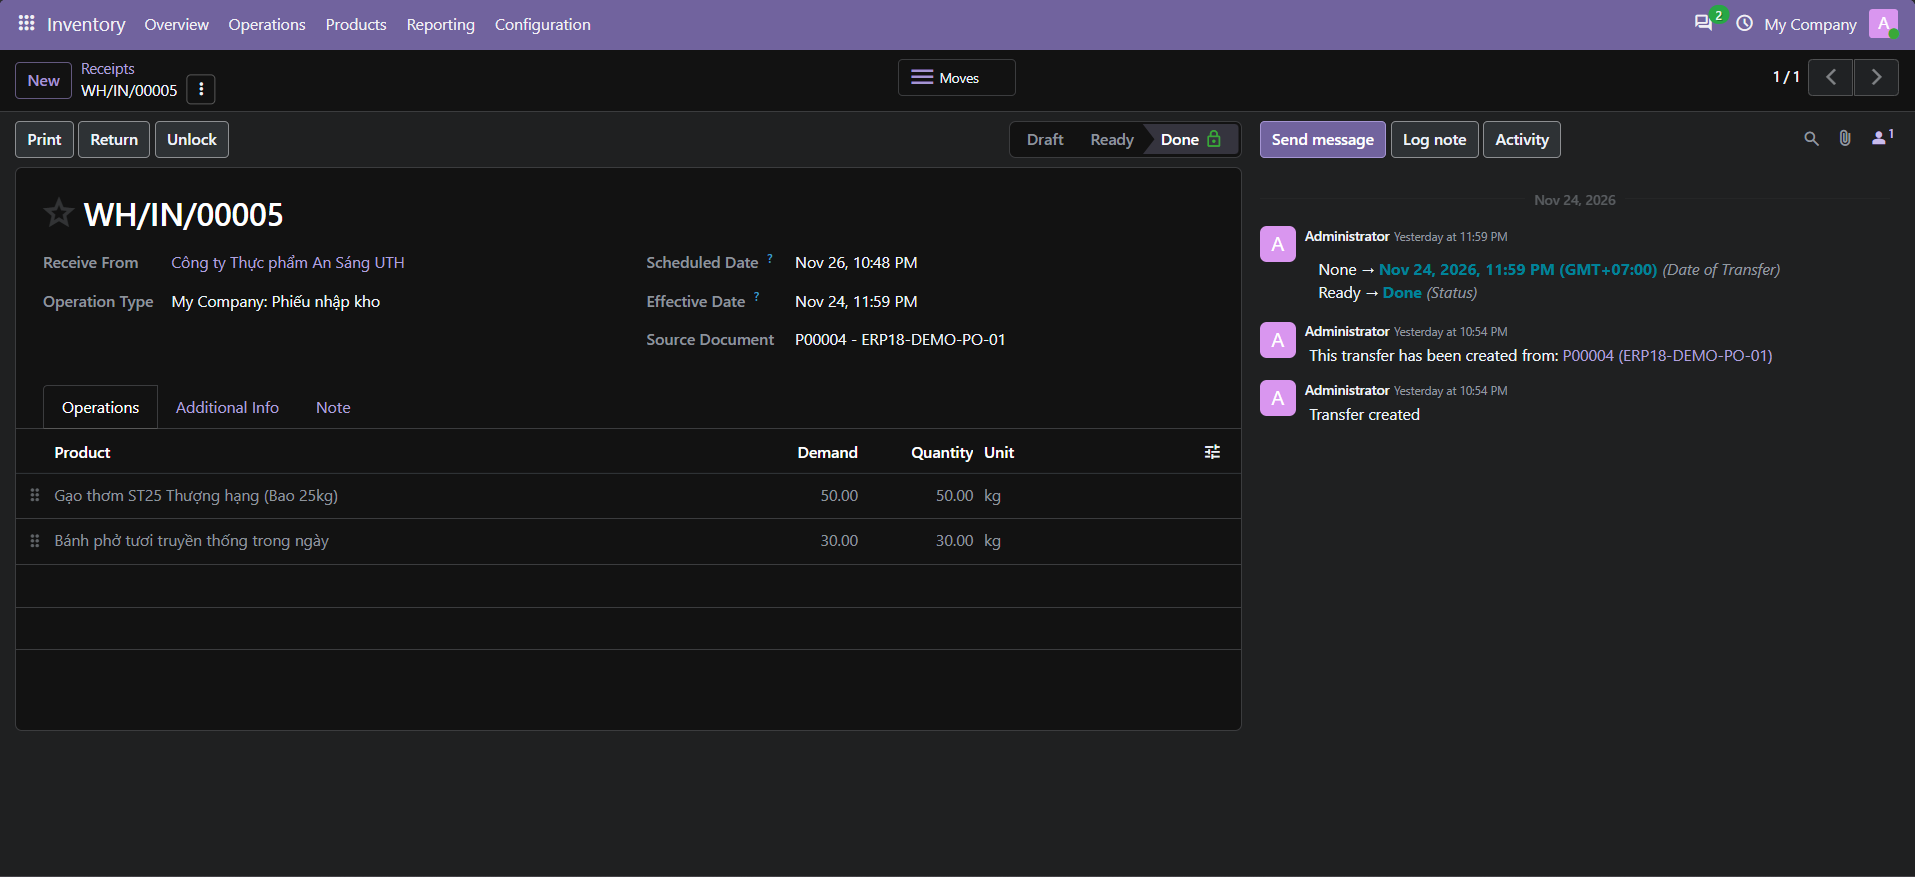 Inventory Overview Operations Products Reporting Configuration 2 My Company A
New Receipts
WH/IN/00005
Moves
1 / 1
Print Return Unlock
Draft Ready Done
Send message Log note Activity 1
WH/IN/00005
Receive From Công ty Thực phẩm An Sáng UTH
Operation Type My Company: Phiếu nhập kho
Scheduled Date ? Nov 26, 10:48 PM
Effective Date ? Nov 24, 11:59 PM
Source Document P00004 - ERP18-DEMO-PO-01
Operations Additional Info Note
Product Demand Quantity Unit
Gạo thơm ST25 Thượng hạng (Bao 25kg) 50.00 50.00 kg
Bánh phở tươi truyền thống trong ngày 30.00 30.00 kg
Nov 24, 2026
A
Administrator Yesterday at 11:59 PM
None → Nov 24, 2026, 11:59 PM (GMT+07:00) (Date of Transfer)
Ready → Done (Status)
A
Administrator Yesterday at 10:54 PM
This transfer has been created from: P00004 (ERP18-DEMO-PO-01)
A
Administrator Yesterday at 10:54 PM
Transfer created